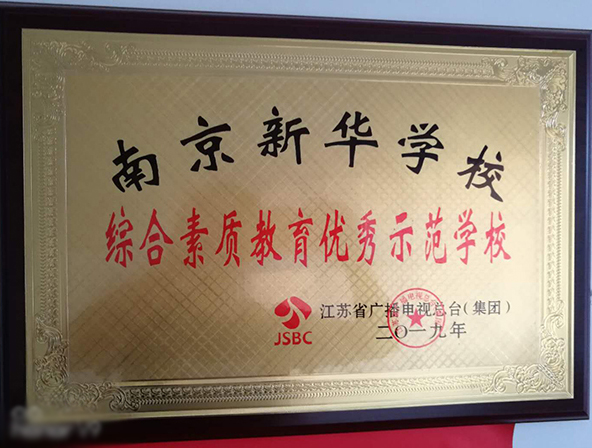 南京新华学校
综合素质教育优秀示范学校
JSBC
江苏省广播电视总台(集团)
二〇一九年